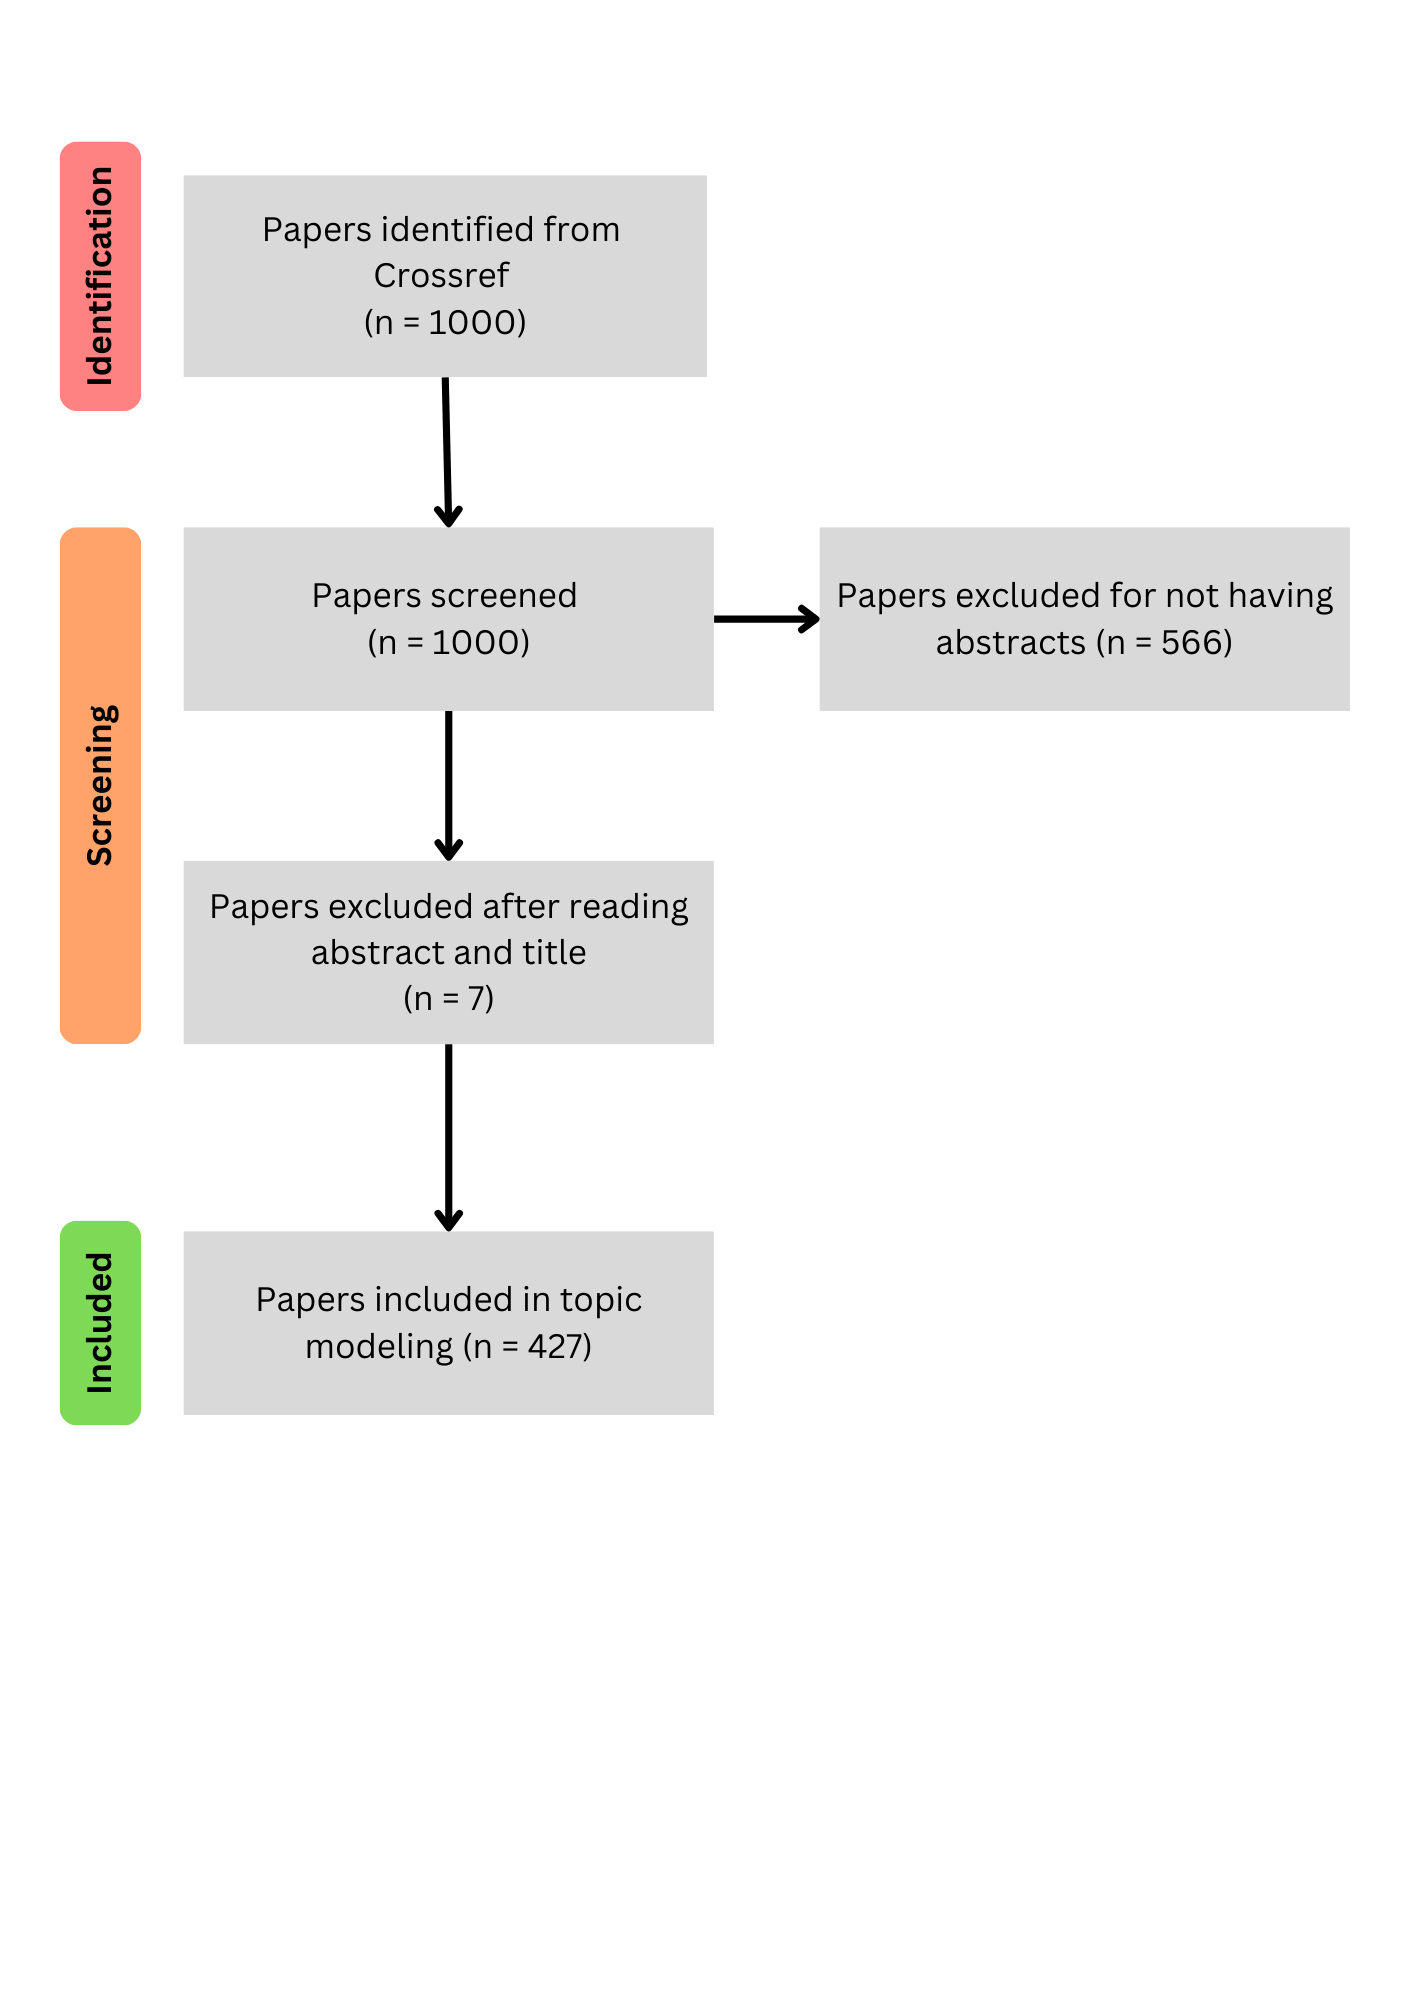 Identification
Papers identified from
Crossref
(n = 1000)
Screening
Papers screened
(n = 1000)
Papers excluded for not having
abstracts (n = 566)
Papers excluded after reading
abstract and title
(n = 7)
Included
Papers included in topic
modeling (n = 427)